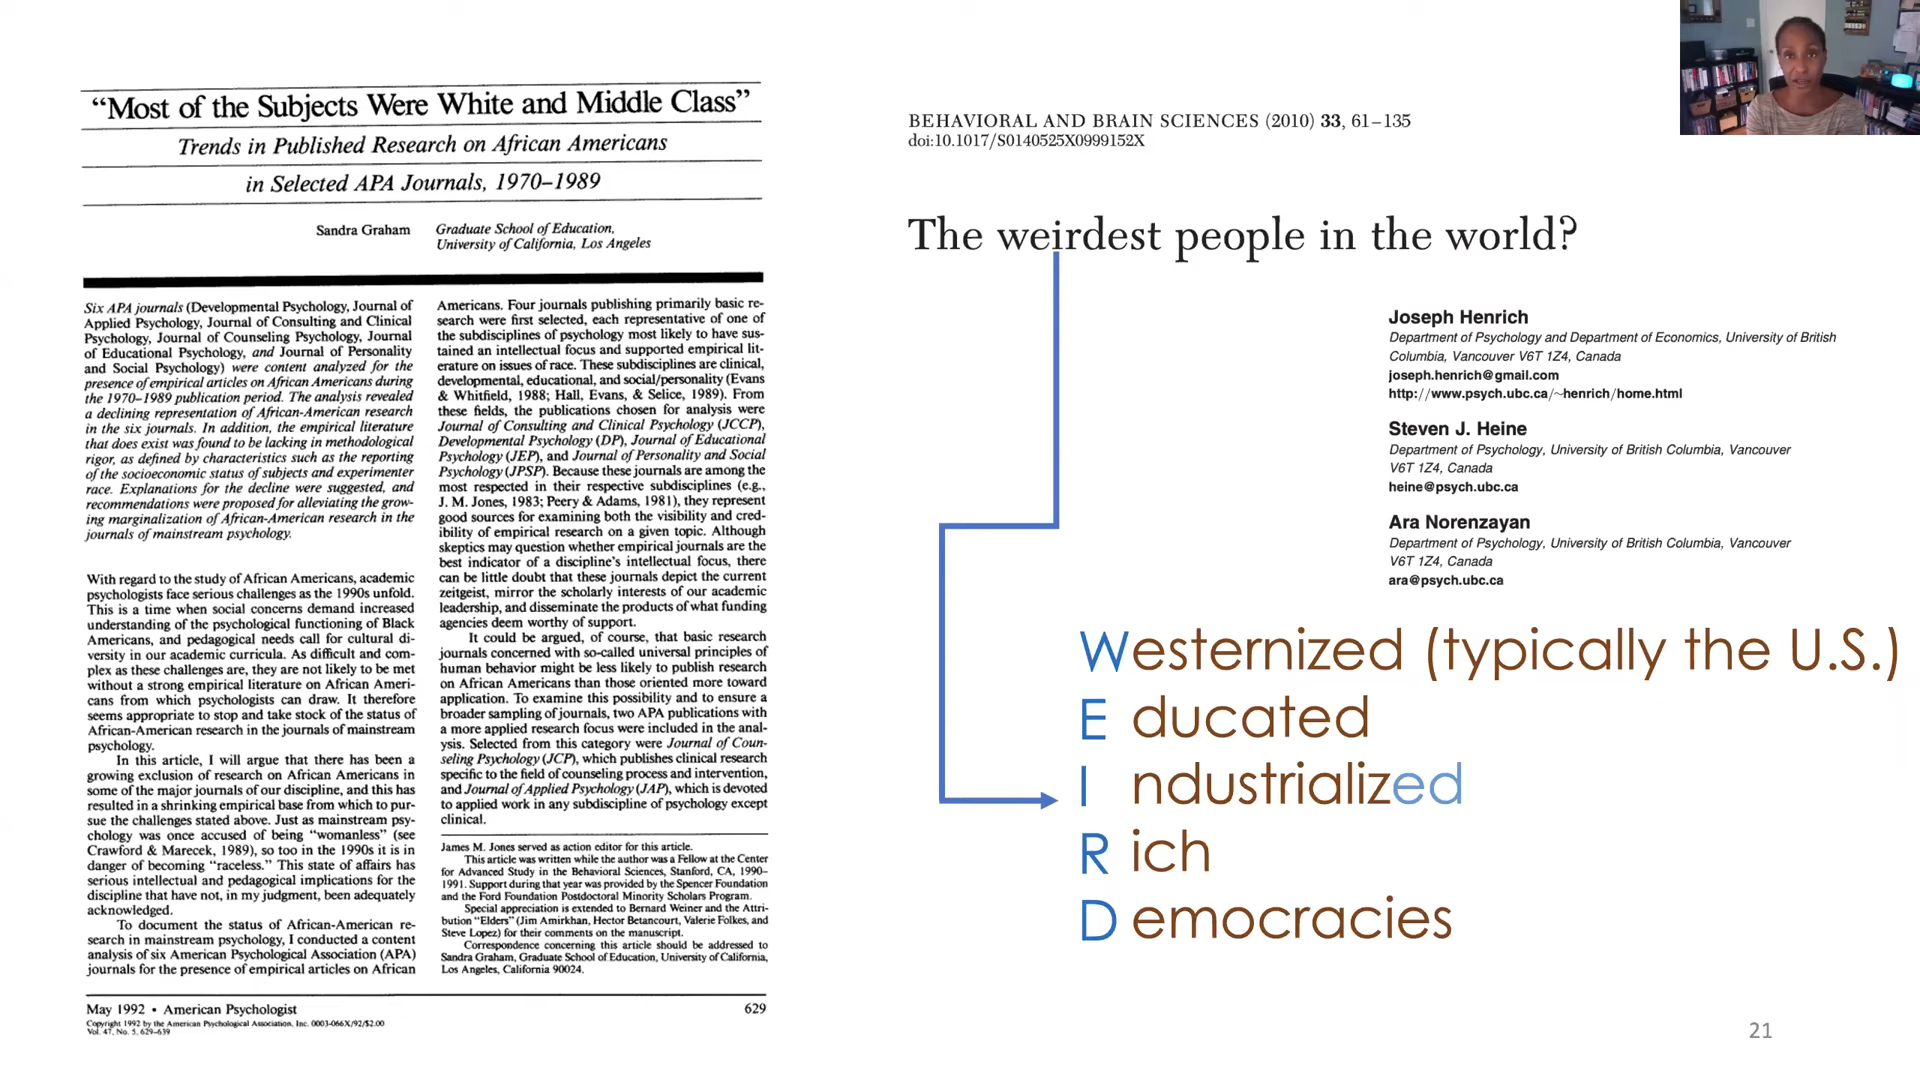 “Most of the Subjects Were White and Middle Class”
Trends in Published Research on African Americans
in Selected APA Journals, 1970–1989
Sandra Graham
Graduate School of Education,
University of California, Los Angeles
Six APA journals (Developmental Psychology, Journal of
Applied Psychology, Journal of Consulting and Clinical
Psychology, Journal of Counseling Psychology, Journal
of Educational Psychology, and Journal of Personality
and Social Psychology) were content analyzed for the
presence of empirical articles on African Americans during
the 1970–1989 publication period. The analysis revealed
a declining representation of African-American research
in the six journals. In addition, the empirical literature
that does exist was found to be lacking in methodological
rigor, as defined by characteristics such as the reporting
of the socioeconomic status of subjects and experimenter
race. Explanations for the decline were suggested, and
recommendations were proposed for alleviating the grow-
ing marginalization of African-American research in the
journals of mainstream psychology.
With regard to the study of African Americans, academic
psychologists face serious challenges as the 1990s unfold.
This is a time when social concerns demand increased
understanding of the psychological functioning of Black
Americans, and pedagogical needs call for cultural di-
versity in our academic curricula. As difficult and com-
plex as these challenges are, they are not likely to be met
without a strong empirical literature on African Ameri-
cans from which psychologists can draw. It therefore
seems appropriate to stop and take stock of the status of
African-American research in the journals of mainstream
psychology.
In this article, I will argue that there has been a
growing exclusion of research on African Americans in
some of the major journals of our discipline, and this has
resulted in a shrinking empirical base from which to pur-
sue the challenges stated above. Just as mainstream psy-
chology was once accused of being “womanless” (see
Crawford & Marecek, 1989), so too in the 1990s it is in
danger of becoming “raceless.” This state of affairs has
serious intellectual and pedagogical implications for the
discipline that have not, in my judgment, been adequately
acknowledged.
To document the status of African-American re-
search in mainstream psychology, I conducted a content
analysis of six American Psychological Association (APA)
journals for the presence of empirical articles on African
Americans. Four journals publishing primarily basic re-
search were first selected, each representative of one of
the subdisciplines of psychology most likely to have sus-
tained an intellectual focus and supported empirical lit-
erature on issues of race. These subdisciplines are clinical,
developmental, educational, and social/personality (Evans
& Whitfield, 1988; Hall, Evans, & Selice, 1989). From
these fields, the publications chosen for analysis were
Journal of Consulting and Clinical Psychology (JCCP),
Developmental Psychology (DP), Journal of Educational
Psychology (JEP), and Journal of Personality and Social
Psychology (JPSP). Because these journals are among the
most respected in their respective subdisciplines (e.g.,
J. M. Jones, 1983; Peery & Adams, 1981), they represent
good sources for examining both the visibility and cred-
ibility of empirical research on a given topic. Although
skeptics may question whether empirical journals are the
best indicator of a discipline’s intellectual focus, there
can be little doubt that these journals depict the current
zeitgeist, mirror the scholarly interests of our academic
leadership, and disseminate the products of what funding
agencies deem worthy of support.
It could be argued, of course, that basic research
journals concerned with so-called universal principles of
human behavior might be less likely to publish research
on African Americans than those oriented more toward
application. To examine this possibility and to ensure a
broader sampling of journals, two APA publications with
a more applied research focus were included in the anal-
ysis. Selected from this category were Journal of Coun-
seling Psychology (JCP), which publishes clinical research
specific to the field of counseling process and intervention,
and Journal of Applied Psychology (JAP), which is devoted
to applied work in any subdiscipline of psychology except
clinical.
James M. Jones served as action editor for this article.
This article was written while the author was a Fellow at the Center
for Advanced Study in the Behavioral Sciences, Stanford, CA, 1990–
1991. Support during that year was provided by the Spencer Foundation
and the Ford Foundation Postdoctoral Minority Scholars Program.
Special appreciation is extended to Bernard Weiner and the Attri-
bution “Elders” (Jim Amirkhan, Hector Betancourt, Valerie Folkes, and
Steve Lopez) for their comments on the manuscript.
Correspondence concerning this article should be addressed to
Sandra Graham, Graduate School of Education, University of California,
Los Angeles, California 90024.
May 1992 • American Psychologist
629
Copyright 1992 by the American Psychological Association, Inc. 0003-066X/92/$2.00
Vol. 47, No. 5, 629–639
BEHAVIORAL AND BRAIN SCIENCES (2010) 33, 61–135
doi:10.1017/S0140525X0999152X
The weirdest people in the world?
Joseph Henrich
Department of Psychology and Department of Economics, University of British
Columbia, Vancouver V6T 1Z4, Canada
joseph.henrich@gmail.com
http://www.psych.ubc.ca/~henrich/home.html
Steven J. Heine
Department of Psychology, University of British Columbia, Vancouver
V6T 1Z4, Canada
heine@psych.ubc.ca
Ara Norenzayan
Department of Psychology, University of British Columbia, Vancouver
V6T 1Z4, Canada
ara@psych.ubc.ca
Westernized (typically the U.S.)
E ducated
I ndustrialized
R ich
D emocracies
21